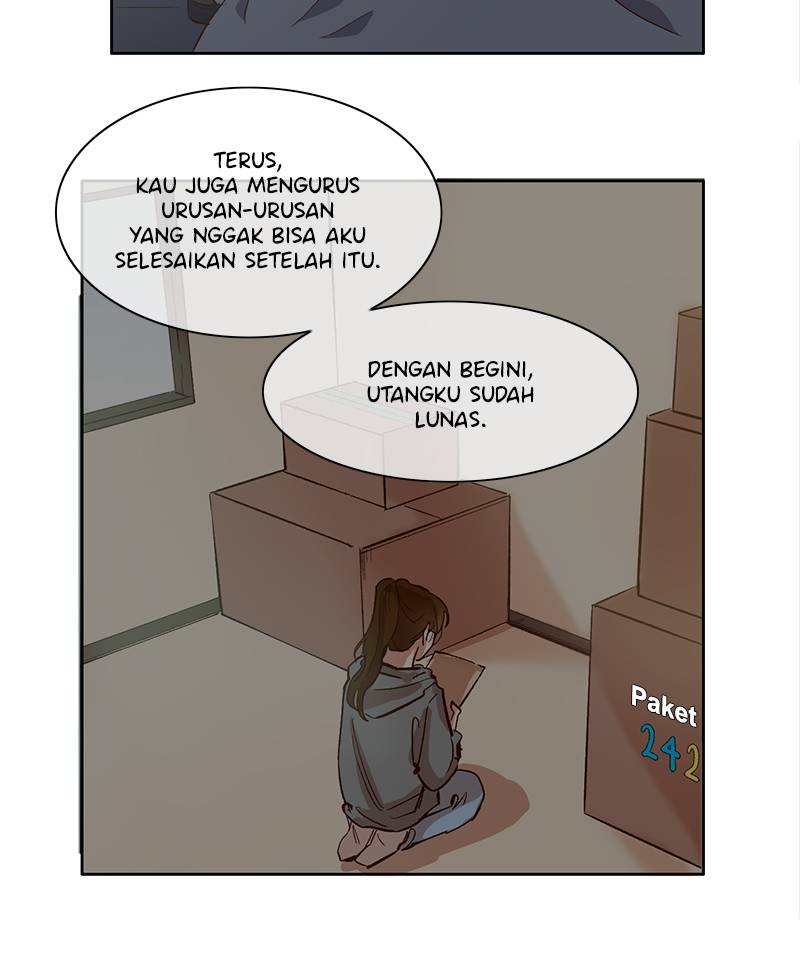 TERUS,
KAU JUGA MENGURUS
URUSAN-URUSAN
YANG NGGAK BISA AKU
SELESAIKAN SETELAH ITU.
DENGAN BEGINI,
UTANGKU SUDAH
LUNAS.
Paket
242